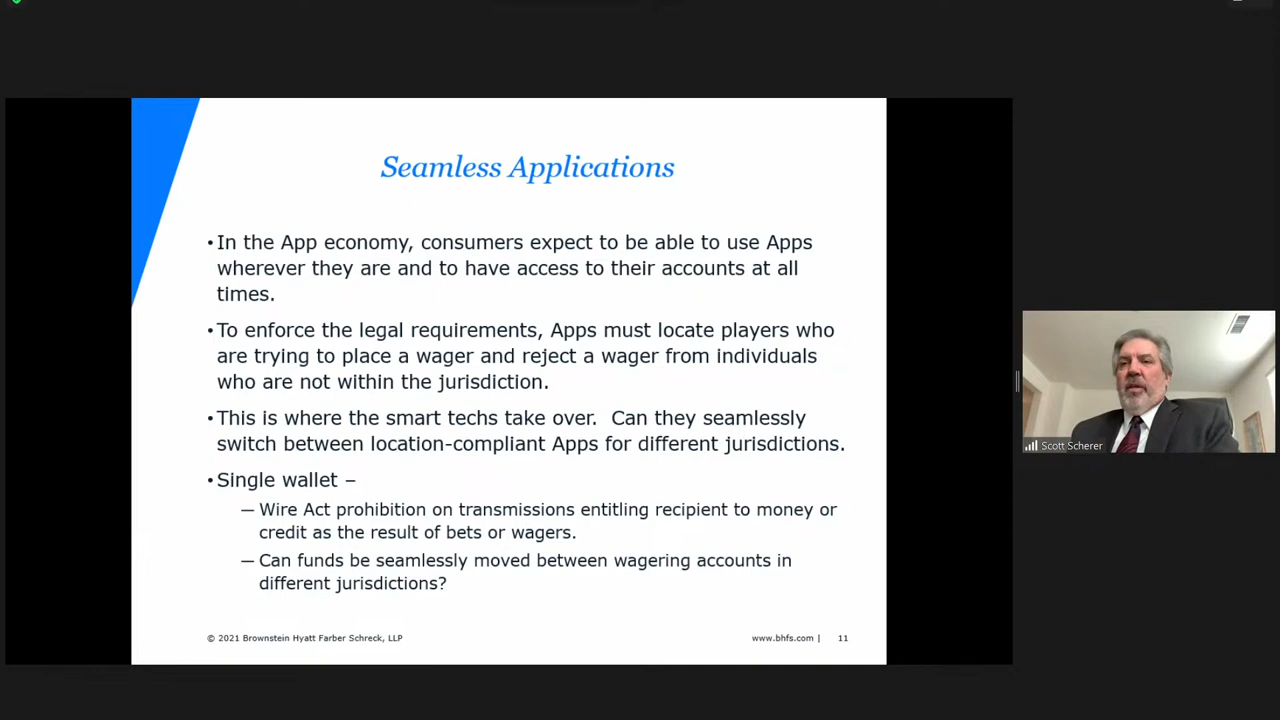 Seamless Applications
• In the App economy, consumers expect to be able to use Apps
wherever they are and to have access to their accounts at all
times.
• To enforce the legal requirements, Apps must locate players who
are trying to place a wager and reject a wager from individuals
who are not within the jurisdiction.
• This is where the smart techs take over.  Can they seamlessly
switch between location-compliant Apps for different jurisdictions.
• Single wallet –
— Wire Act prohibition on transmissions entitling recipient to money or
credit as the result of bets or wagers.
— Can funds be seamlessly moved between wagering accounts in
different jurisdictions?
© 2021 Brownstein Hyatt Farber Schreck, LLP
www.bhfs.com | 11
Scott Scherer